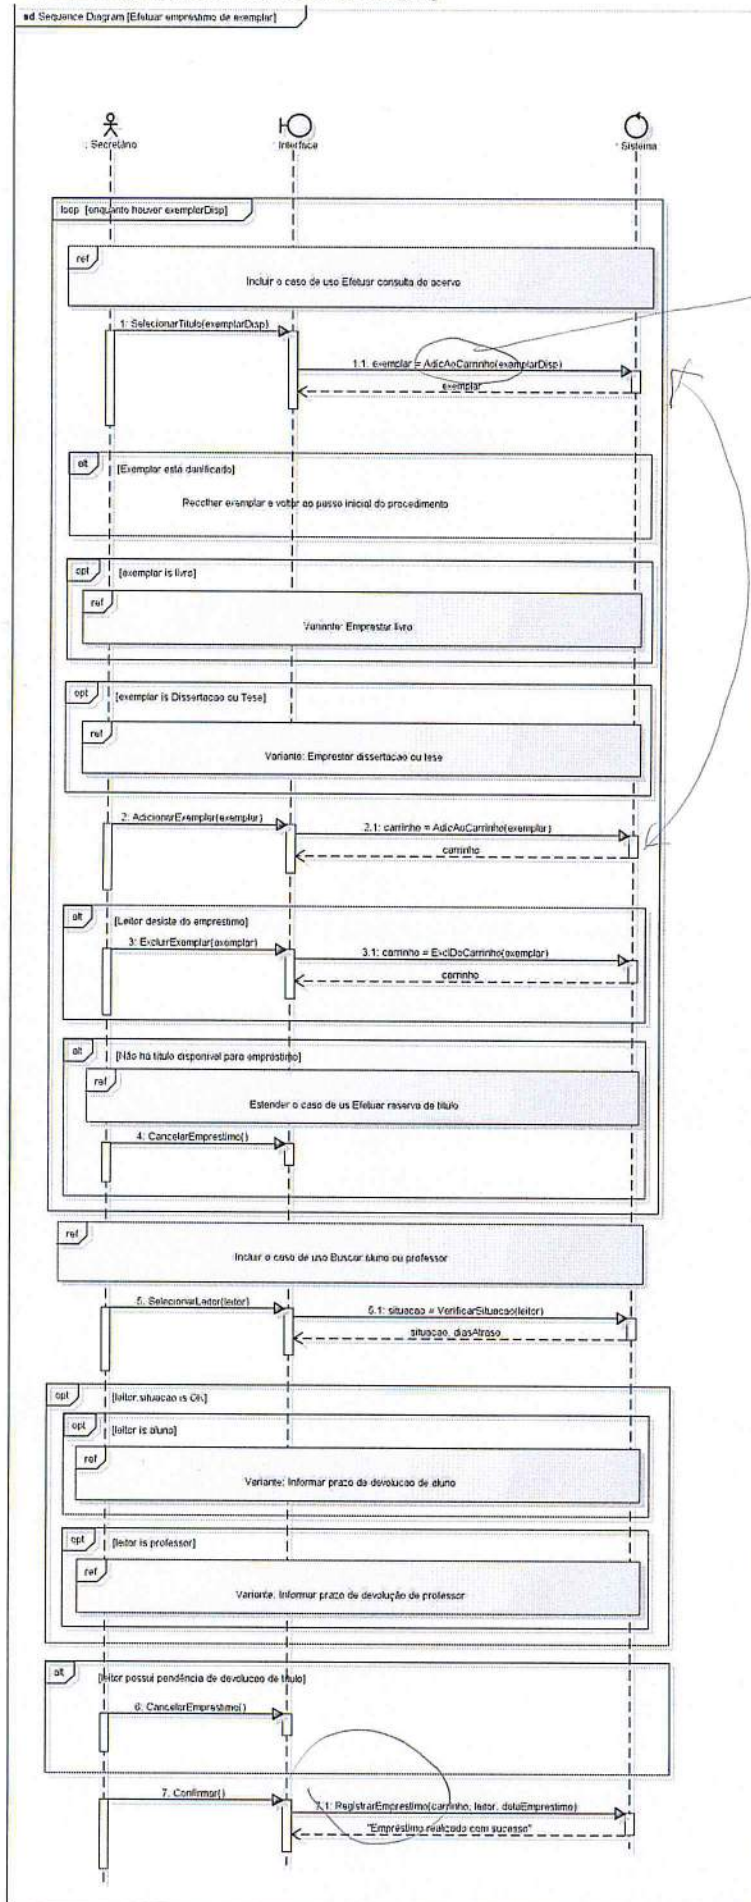 sd Sequence Diagram [Efetuar emprestimo de exemplar]
: Secretário
: Interface
: Sistema
loop [enquanto houver exemplarDisp]
ref
Incluir o caso de uso Efetuar consulta do acervo
1: SelecionarTitulo(exemplarDisp)
1.1: exemplar = AdicAoCarrinho(exemplarDisp)
exemplar
alt [Exemplar está danificado]
Recolher exemplar e voltar ao passo inicial do procedimento
opt [exemplar is livro]
ref
Variante: Emprestar livro
opt [exemplar is Dissertacao ou Tese]
ref
Variante: Emprestar dissertacao ou tese
2: AdicionarExemplar(exemplar)
2.1: carrinho = AdicAoCarrinho(exemplar)
carrinho
alt [Leitor desiste do emprestimo]
3: ExcluirExemplar(exemplar)
3.1: carrinho = ExclDoCarrinho(exemplar)
carrinho
alt [Não há titulo disponivel para empréstimo]
ref
Estender o caso de us Efetuar reserva de titulo
4: CancelarEmprestimo()
ref
Incluir o caso de uso Buscar aluno ou professor
5: SelecionarLeitor(leitor)
5.1: situacao = VerificarSituacao(leitor)
situacao, diasAtraso
opt [leitor.situacao is OK]
opt [leitor is aluno]
ref
Variante: Informar prazo de devolucao de aluno
opt [leitor is professor]
ref
Variante: Informar prazo de devolução de professor
alt [leitor possui pendência de devolucao de titulo]
6: CancelarEmprestimo()
7: Confirmar()
7.1: RegistrarEmprestimo(carrinho, leitor, dataEmprestimo)
"Empréstimo realizado com sucesso"